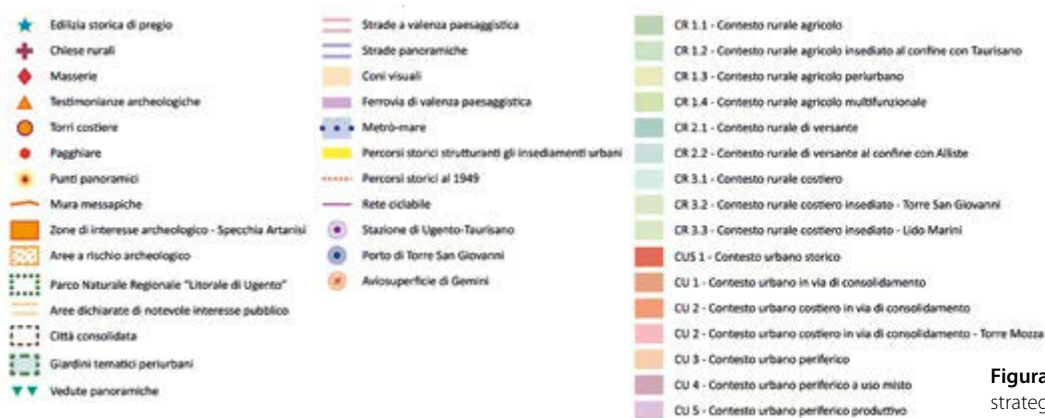 Edilizia storica di pregio
Chiese rurali
Masserie
Testimonianze archeologiche
Torri costiere
Pagghiare
Punti panoramici
Mura messapiche
Zone di interesse archeologico - Specchia Artanisi
Aree a rischio archeologico
Parco Naturale Regionale "Litorale di Ugento"
Aree dichiarate di notevole interesse pubblico
Città consolidata
Giardini tematici periurbani
Vedute panoramiche
Strade a valenza paesaggistica
Strade panoramiche
Coni visuali
Ferrovia di valenza paesaggistica
Metrò-mare
Percorsi storici strutturanti gli insediamenti urbani
Percorsi storici al 1949
Rete ciclabile
Stazione di Ugento-Taurisano
Porto di Torre San Giovanni
Aviosuperficie di Gemini
CR 1.1 - Contesto rurale agricolo
CR 1.2 - Contesto rurale agricolo insediato al confine con Taurisano
CR 1.3 - Contesto rurale agricolo periurbano
CR 1.4 - Contesto rurale agricolo multifunzionale
CR 2.1 - Contesto rurale di versante
CR 2.2 - Contesto rurale di versante al confine con Alliste
CR 3.1 - Contesto rurale costiero
CR 3.2 - Contesto rurale costiero insediato - Torre San Giovanni
CR 3.3 - Contesto rurale costiero insediato - Lido Marini
CUS 1 - Contesto urbano storico
CU 1 - Contesto urbano in via di consolidamento
CU 2 - Contesto urbano costiero in via di consolidamento
CU 2 - Contesto urbano costiero in via di consolidamento - Torre Mozza
CU 3 - Contesto urbano periferico
CU 4 - Contesto urbano periferico a uso misto
CU 5 - Contesto urbano periferico produttivo
Figura
strateg